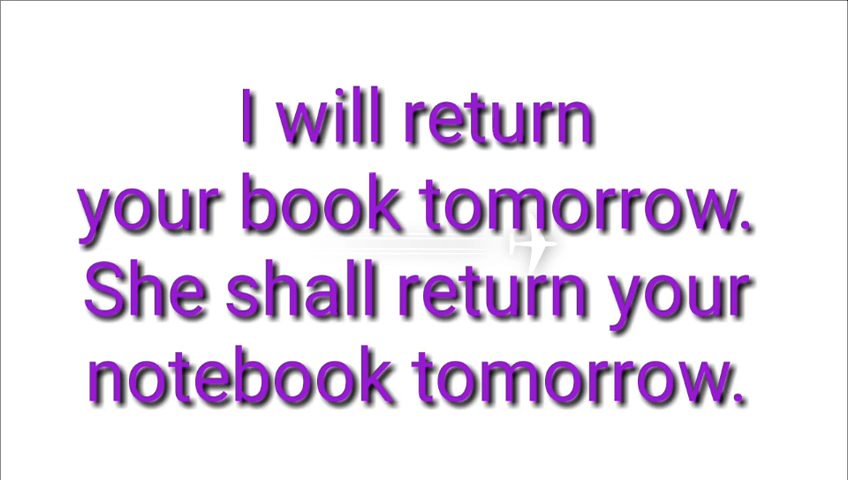 I will return
your book tomorrow.
She shall return your
notebook tomorrow.